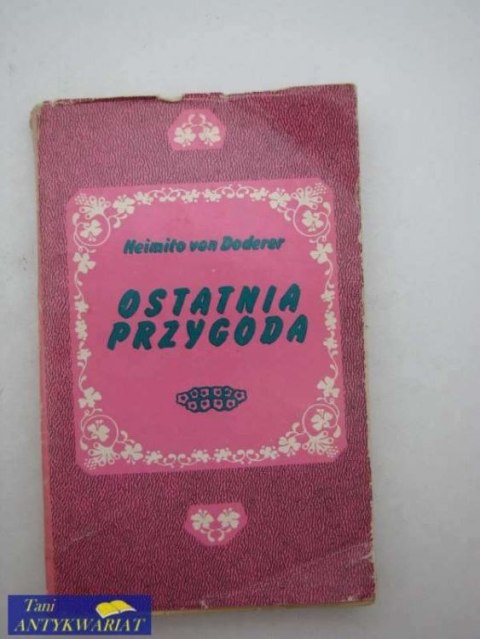 Heimito von Doderer
OSTATNIA
PRZYGODA
Tani
ANTYKWARIAT